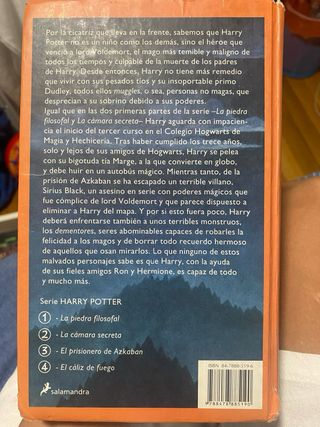 Por la cicatriz que lleva en la frente, sabemos que Harry
Potter no es un niño como los demás, sino el héroe que
venció a lord Voldemort, el mago más temible y maligno de
todos los tiempos y culpable de la muerte de los padres
de Harry. Desde entonces, Harry no tiene más remedio
que vivir con sus pesados tíos y su insoportable primo
Dudley, todos ellos muggles, o sea, personas no magas, que
desprecian a su sobrino debido a sus poderes.
Igual que en las dos primeras partes de la serie –La piedra
filosofal y La cámara secreta– Harry aguarda con impacien-
cia el inicio del tercer curso en el Colegio Hogwarts de
Magia y Hechicería. Tras haber cumplido los trece años,
solo y lejos de sus amigos de Hogwarts, Harry se pelea
con su bigotuda tía Marge, a la que convierte en globo,
y debe huir en un autobús mágico. Mientras tanto, de la
prisión de Azkaban se ha escapado un terrible villano,
Sirius Black, un asesino en serie con poderes mágicos que
fue cómplice de lord Voldemort y que parece dispuesto a
eliminar a Harry del mapa. Y por si esto fuera poco, Harry
deberá enfrentarse también a unos terribles monstruos,
los dementores, seres abominables capaces de robarles la
felicidad a los magos y de borrar todo recuerdo hermoso
de aquellos que osan mirarlos. Lo que ninguno de estos
malvados personajes sabe es que Harry, con la ayuda
de sus fieles amigos Ron y Hermione, es capaz de todo
y mucho más.
Serie HARRY POTTER
1 - La piedra filosofal
2 - La cámara secreta
3 - El prisionero de Azkaban
4 - El cáliz de fuego
salamandra
ISBN 84-7888-519-6
9 788478 885190